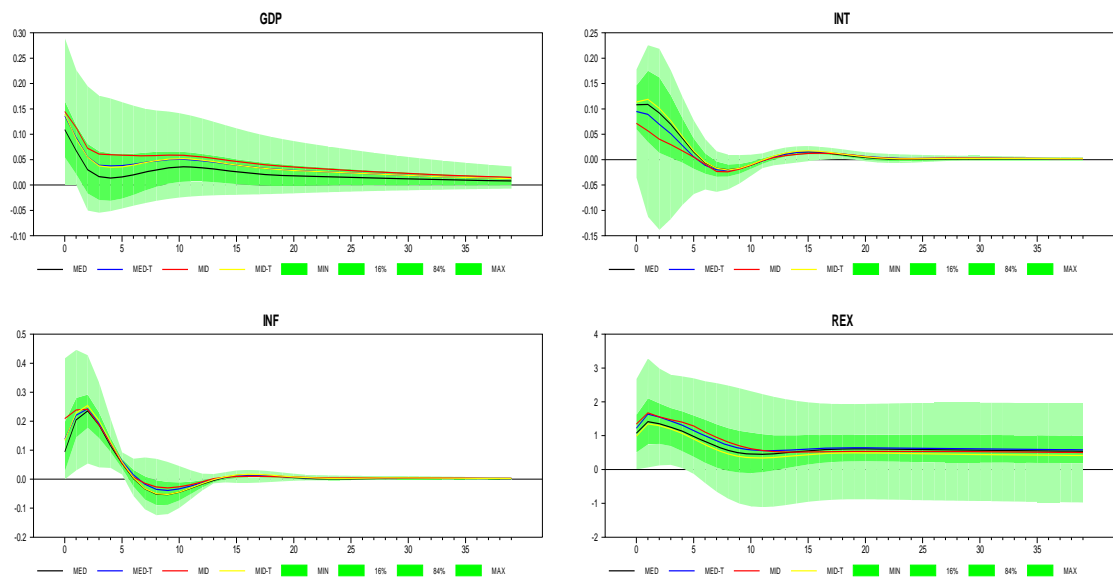 GDP
0.30
0.25
0.20
0.15
0.10
0.05
0.00
-0.05
-0.10
0 5 10 15 20 25 30 35
MED MED-T MID MID-T MIN 16% 84% MAX
INT
0.25
0.20
0.15
0.10
0.05
0.00
-0.05
-0.10
-0.15
0 5 10 15 20 25 30 35
MED MED-T MID MID-T MIN 16% 84% MAX
INF
0.5
0.4
0.3
0.2
0.1
0.0
-0.1
-0.2
0 5 10 15 20 25 30 35
MED MED-T MID MID-T MIN 16% 84% MAX
REX
4
3
2
1
0
-1
-2
0 5 10 15 20 25 30 35
MED MED-T MID MID-T MIN 16% 84% MAX